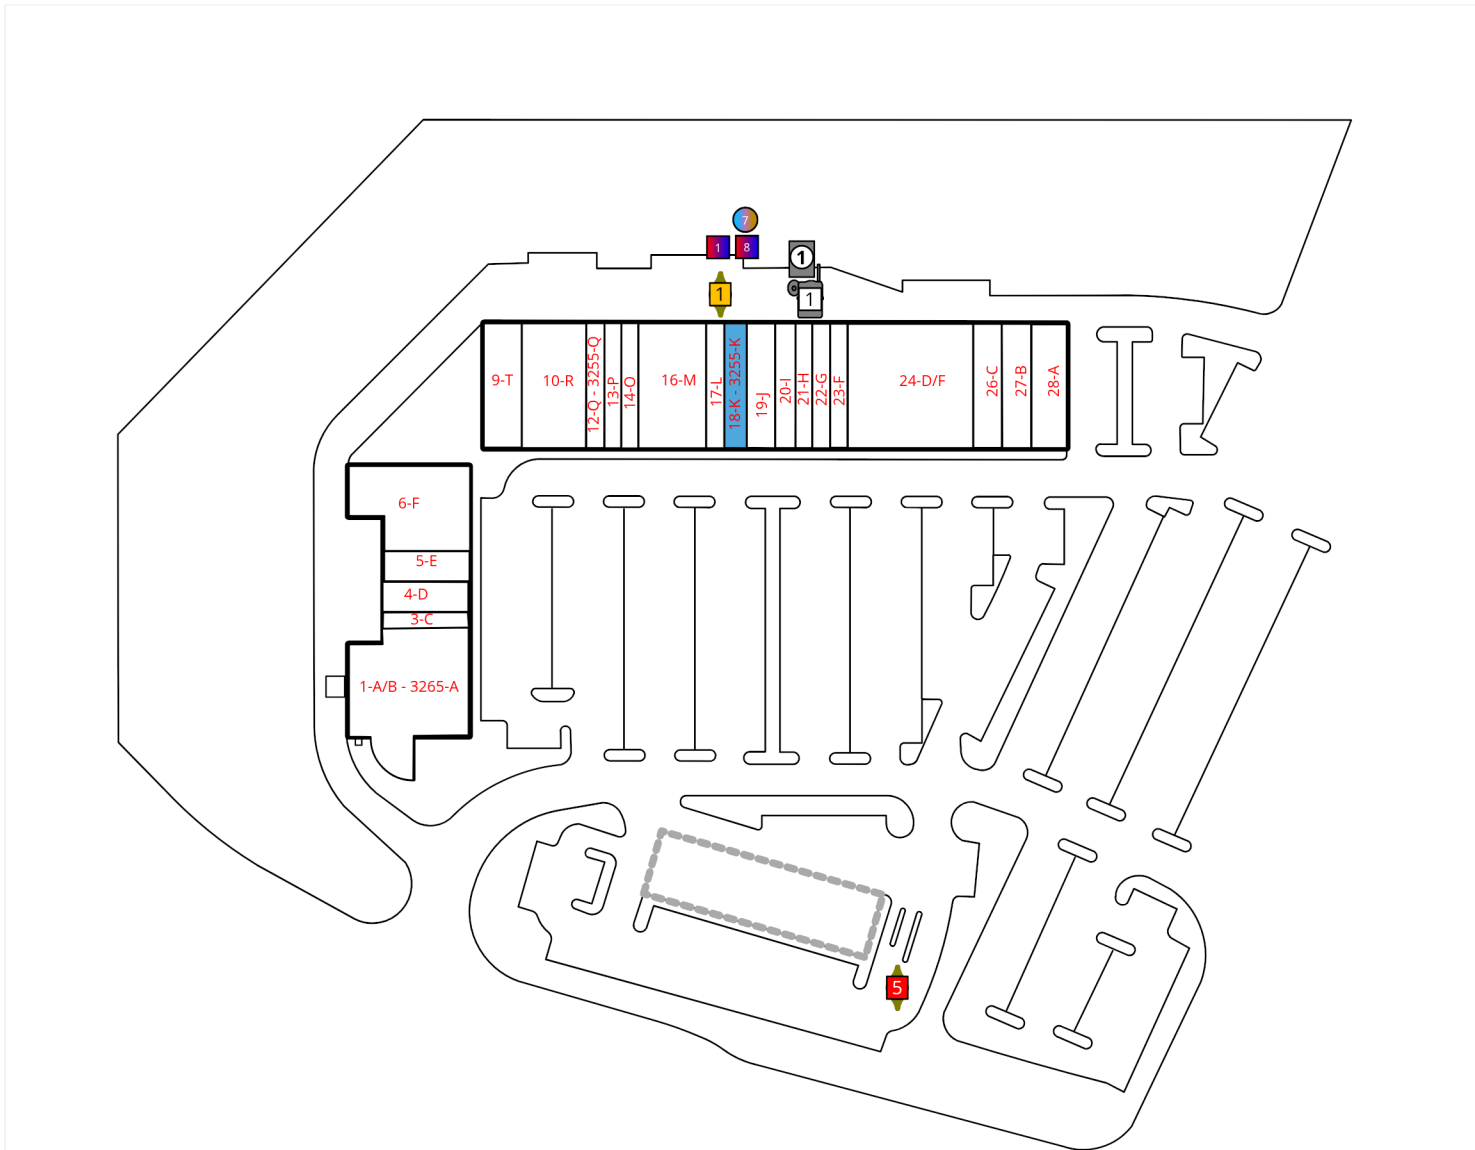 7
1
8
1
1
1
9-T
10-R
12-Q - 3255-Q
13-P
14-O
16-M
17-L
18-K - 3255-K
19-J
20-I
21-H
22-G
23-F
24-D/F
26-C
27-B
28-A
6-F
5-E
4-D
3-C
1-A/B - 3265-A
5